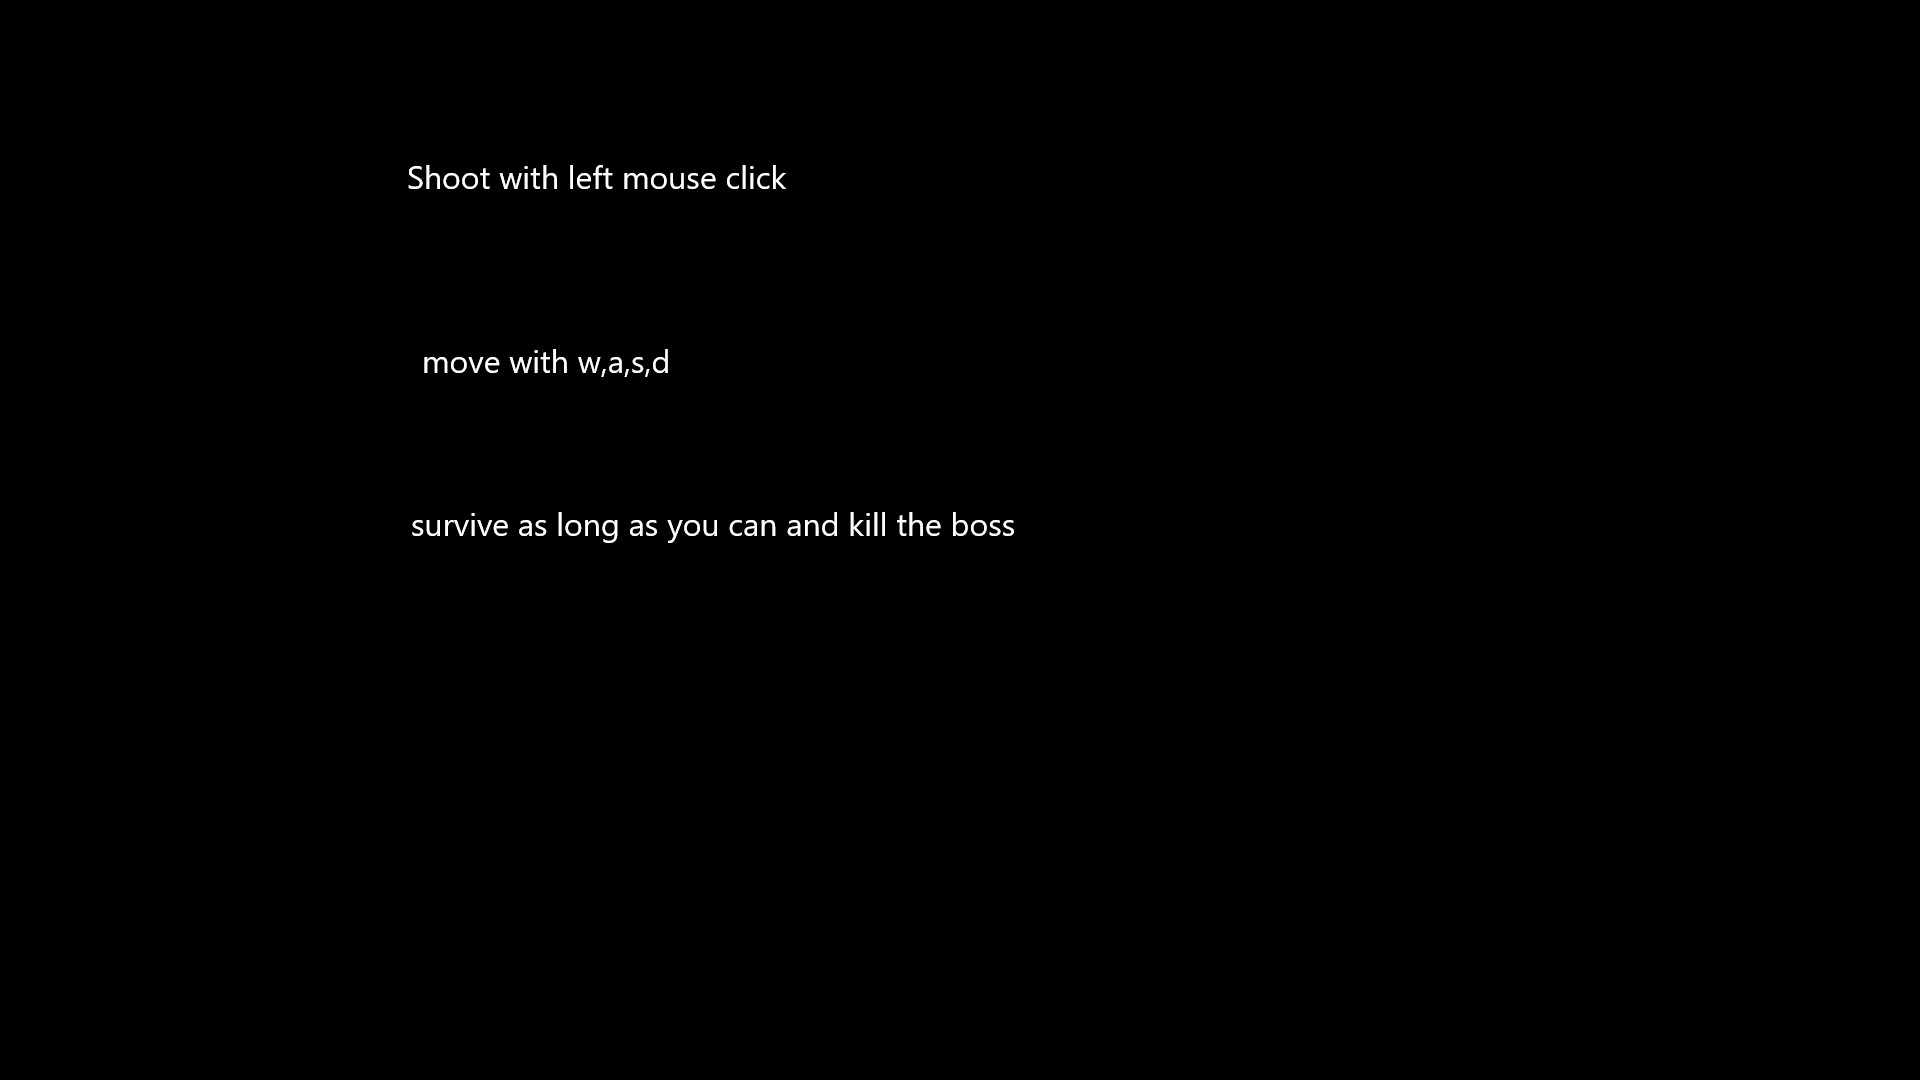 Shoot with left mouse click
move with w,a,s,d
survive as long as you can and kill the boss